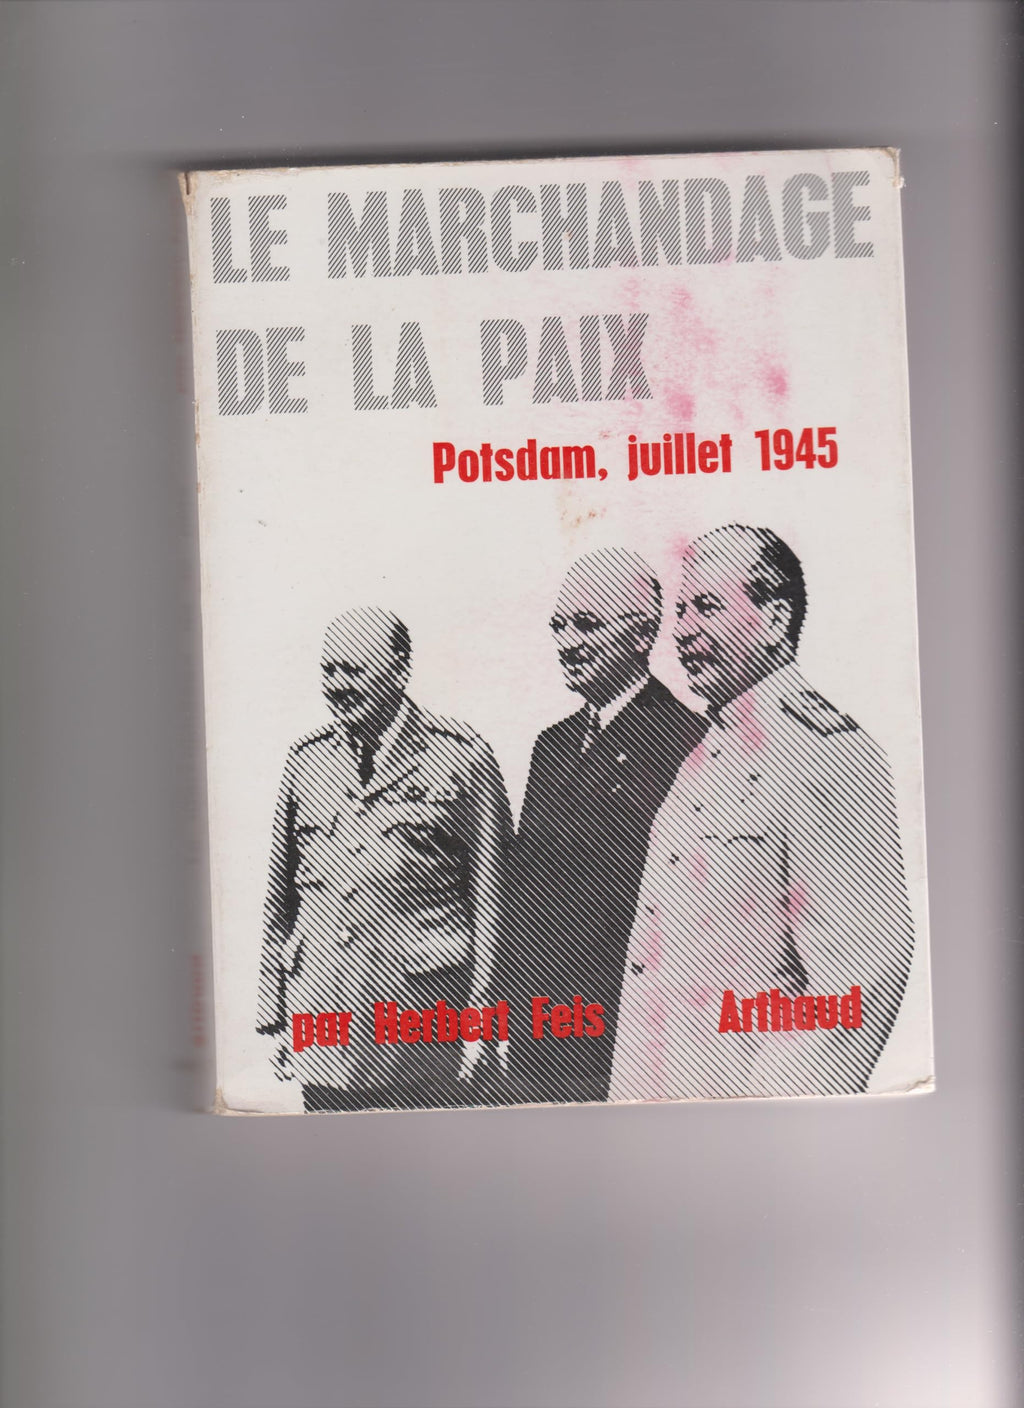 LE MARCHANDAGE
DE LA PAIX
Potsdam, juillet 1945
par Herbert Feis
Arthaud